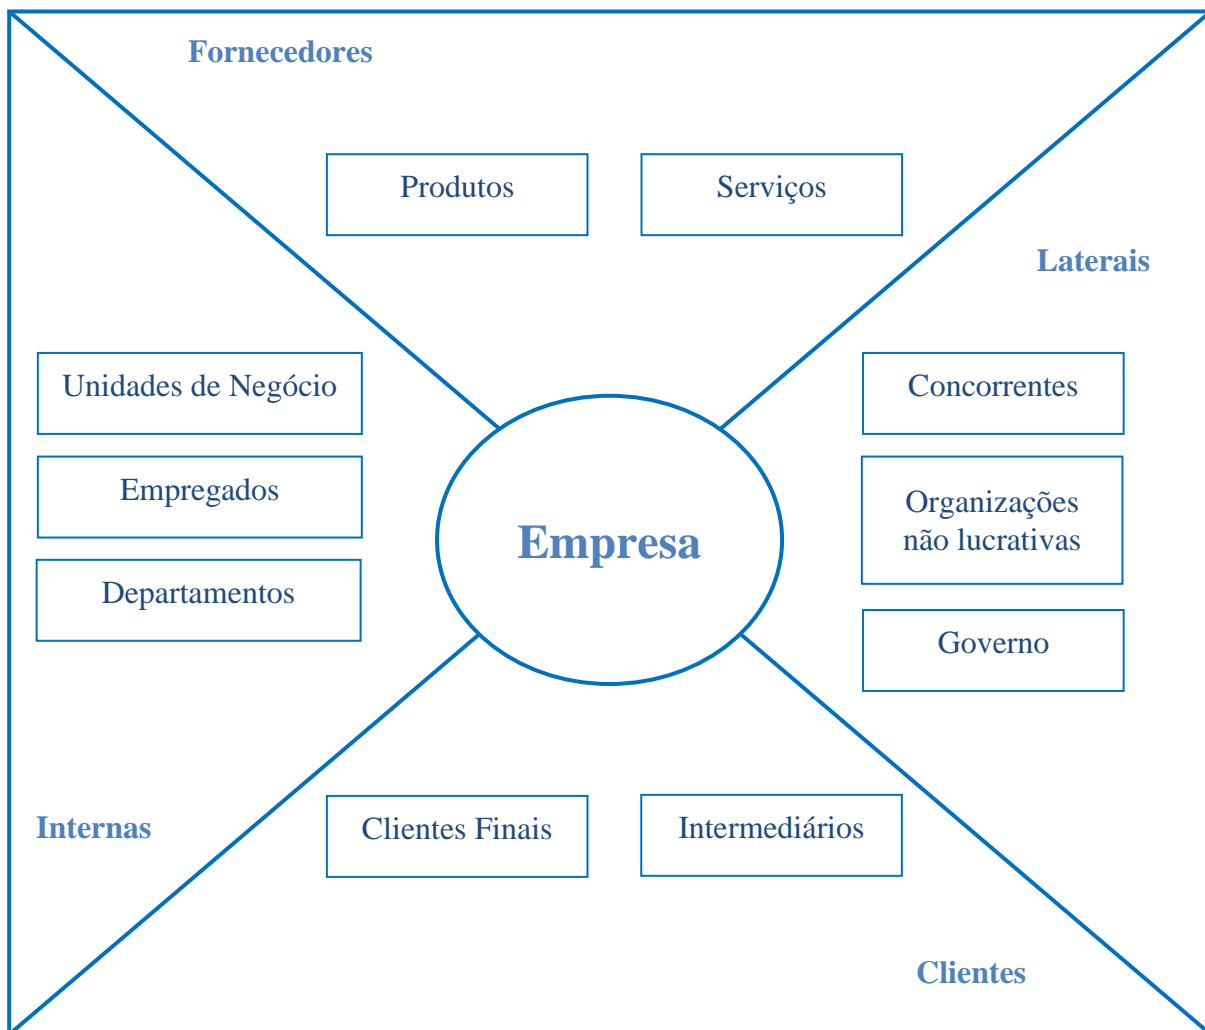 Fornecedores
Produtos
Serviços
Laterais
Unidades de Negócio
Empregados
Departamentos
Empresa
Concorrentes
Organizações
não lucrativas
Governo
Internas
Clientes Finais
Intermediários
Clientes